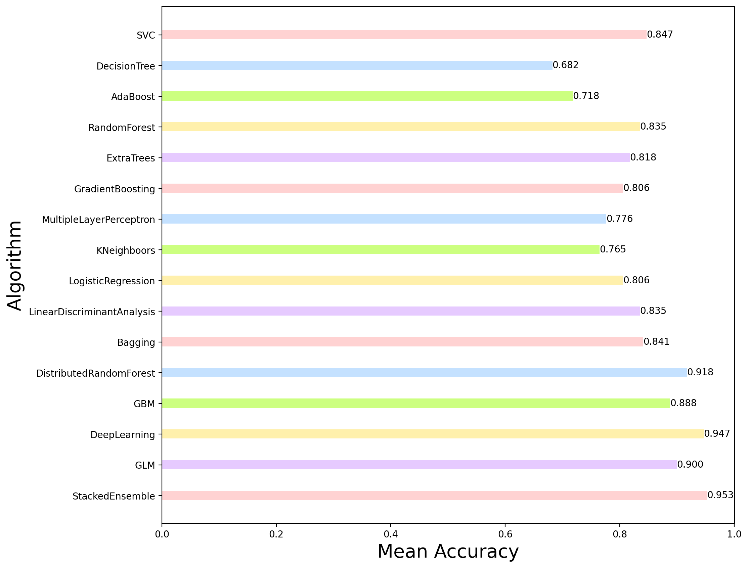 SVC 0.847
DecisionTree 0.682
AdaBoost 0.718
RandomForest 0.835
ExtraTrees 0.818
GradientBoosting 0.806
MultipleLayerPerceptron 0.776
KNeighboors 0.765
LogisticRegression 0.806
LinearDiscriminantAnalysis 0.835
Bagging 0.841
DistributedRandomForest 0.918
GBM 0.888
DeepLearning 0.947
GLM 0.900
StackedEnsemble 0.953
0.0 0.2 0.4 0.6 0.8 1.0
Mean Accuracy
Algorithm